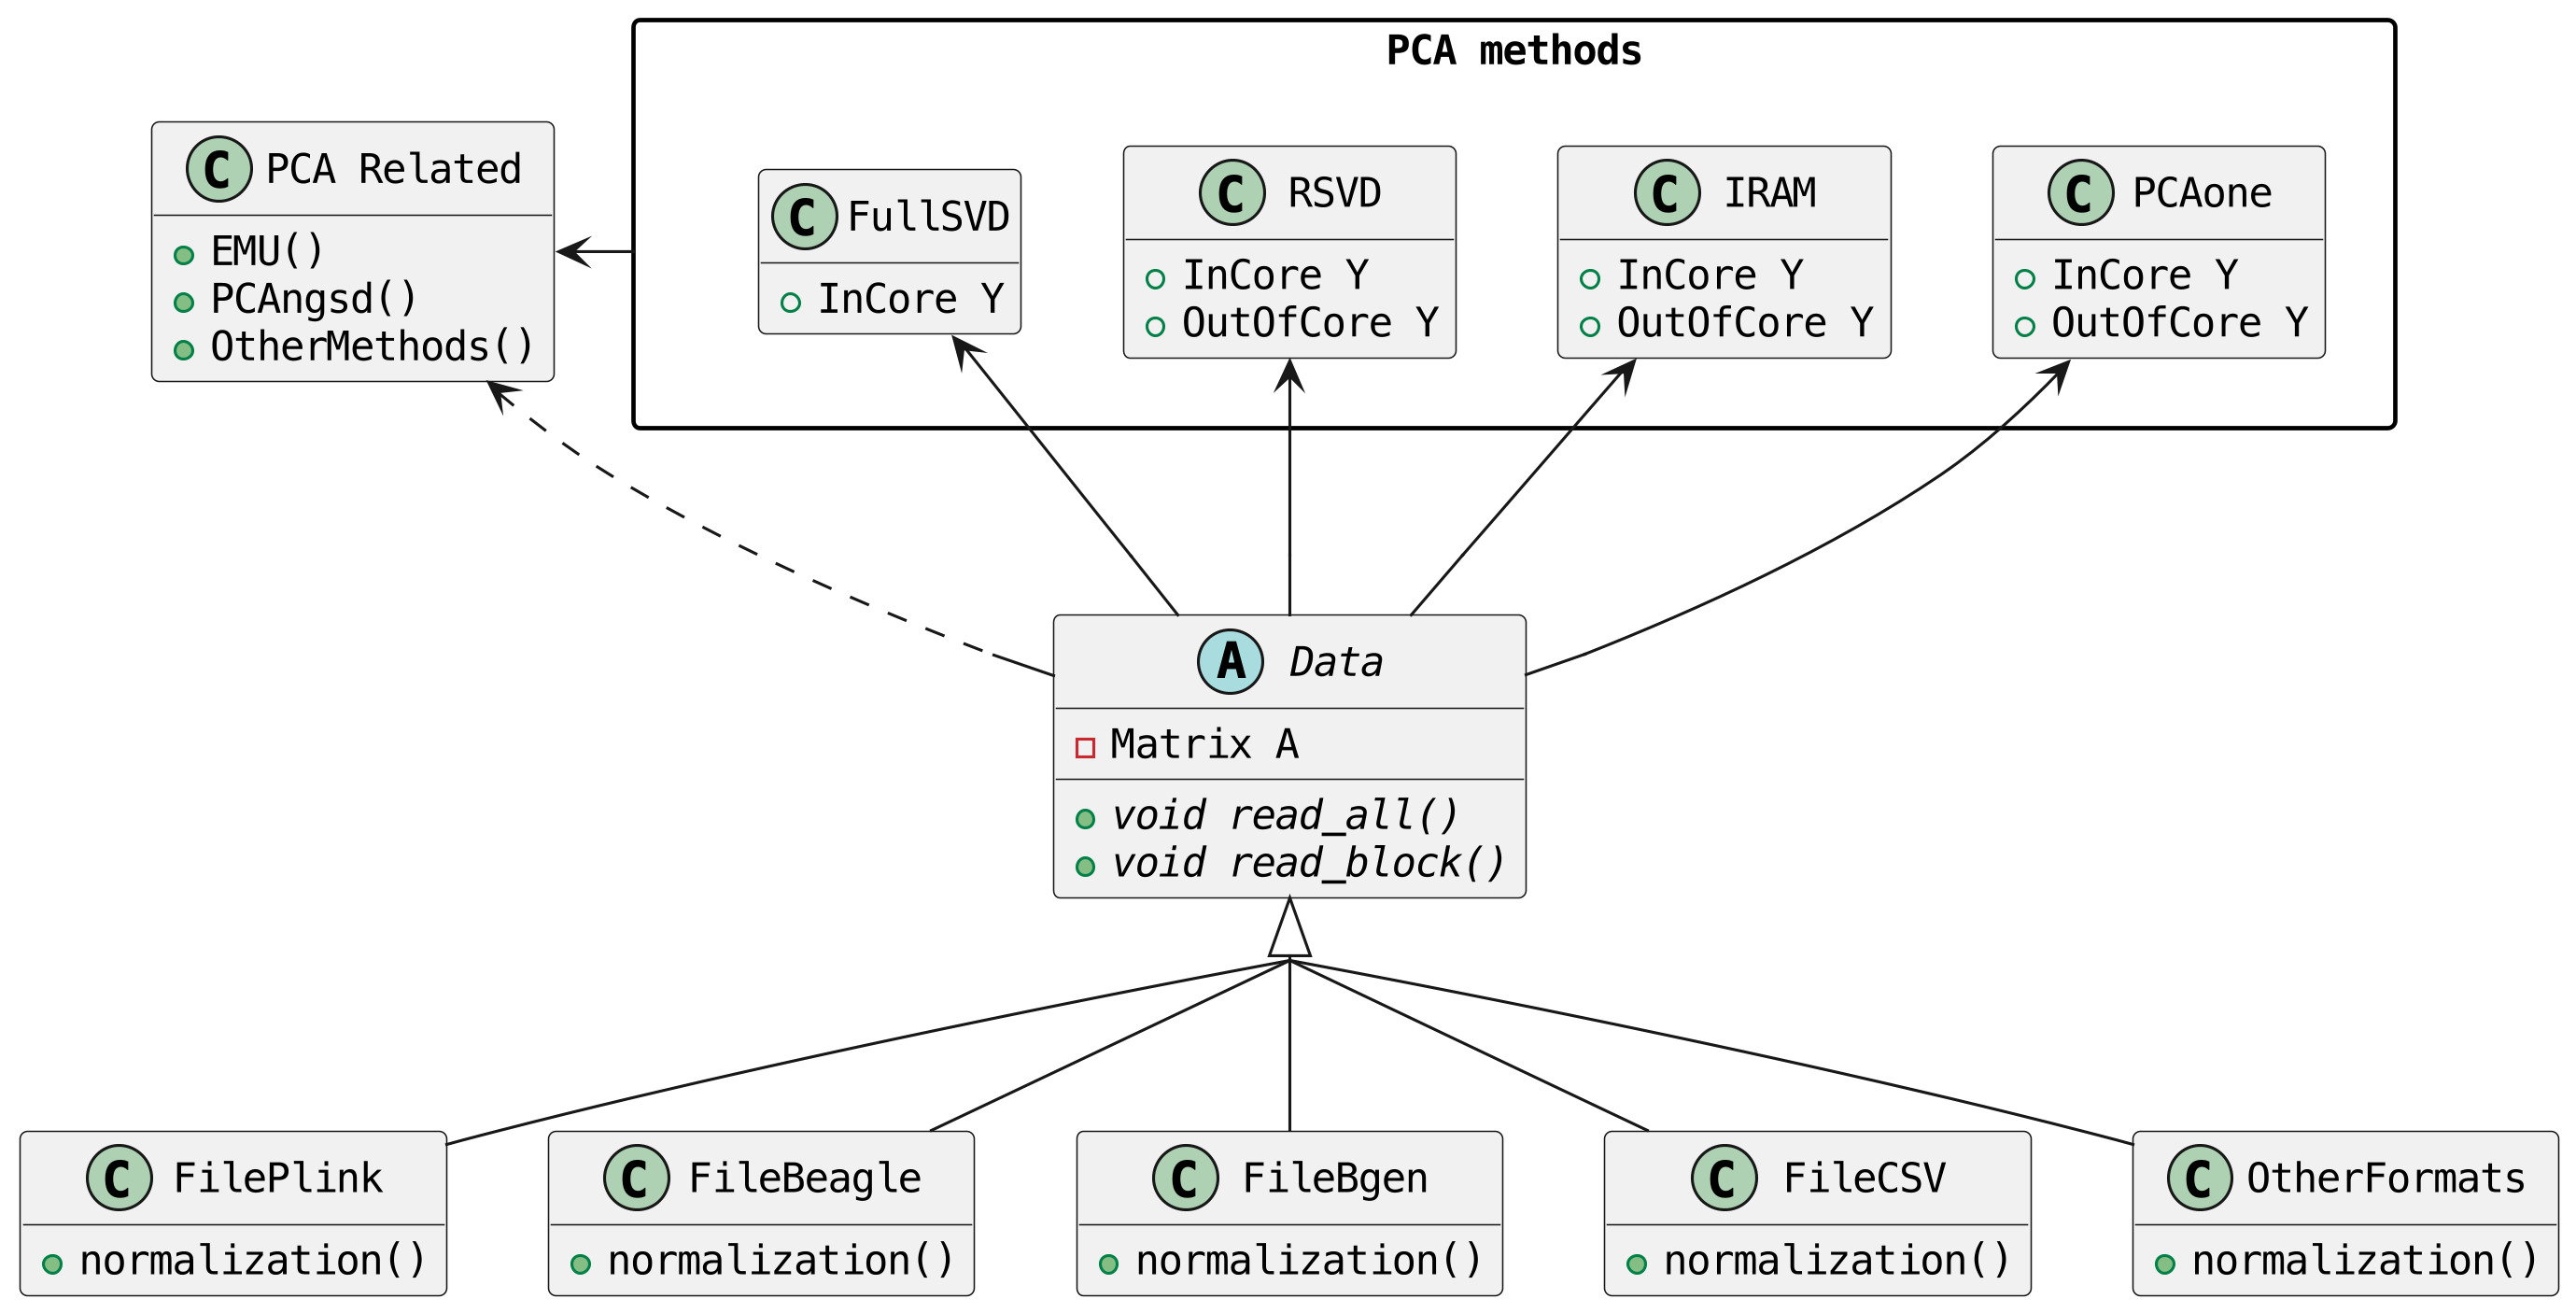 PCA methods
C PCA Related
EMU()
PCAngsd()
OtherMethods()
C FullSVD
InCore Y
C RSVD
InCore Y
OutOfCore Y
C IRAM
InCore Y
OutOfCore Y
C PCAone
InCore Y
OutOfCore Y
A Data
Matrix A
void read_all()
void read_block()
C FilePlink
normalization()
C FileBeagle
normalization()
C FileBgen
normalization()
C FileCSV
normalization()
C OtherFormats
normalization()